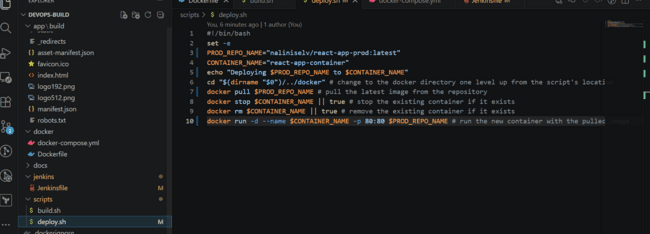 Dockerfile
build.sh
deploy.sh M
docker-compose.yml
Jenkinsfile
EXPLORER
DEVOPS-BUILD
app\build
_redirects
asset-manifest.json
favicon.ico
index.html
logo192.png
logo512.png
manifest.json
robots.txt
docker
docker-compose.yml
Dockerfile
docs
jenkins
Jenkinsfile M
scripts
build.sh
deploy.sh M
.dockerignore
scripts > $ deploy.sh
You, 6 minutes ago | 1 author (You)
1 #!/bin/bash
2 set -e
3 PROD_REPO_NAME="naliniselv/react-app-prod:latest"
4 CONTAINER_NAME="react-app-container"
5 echo "Deploying $PROD_REPO_NAME to $CONTAINER_NAME"
6 cd "$(dirname "$0")/../docker" # change to the docker directory one level up from the script's locati
7 docker pull $PROD_REPO_NAME # pull the latest image from the repository
8 docker stop $CONTAINER_NAME || true # stop the existing container if it exists
9 docker rm $CONTAINER_NAME || true # remove the existing container if it exists
10 docker run -d --name $CONTAINER_NAME -p 80:80 $PROD_REPO_NAME # run the new container with the pulled